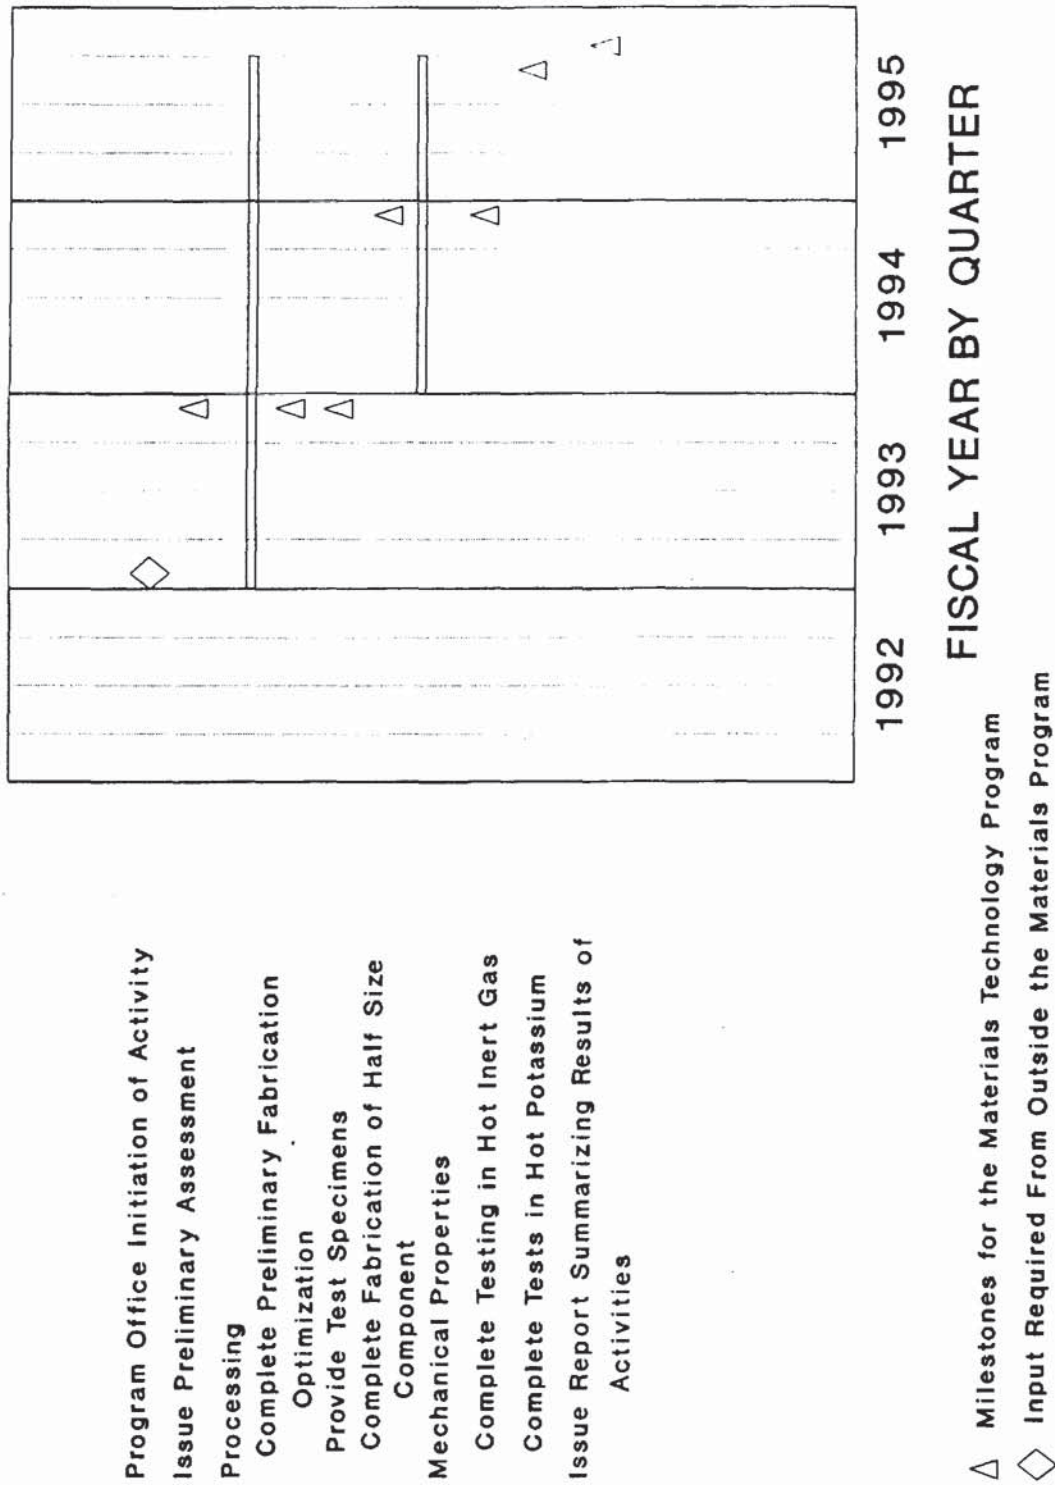 Program Office Initiation of Activity
Issue Preliminary Assessment
Processing
Complete Preliminary Fabrication
Optimization
Provide Test Specimens
Complete Fabrication of Half Size
Component
Mechanical Properties
Complete Testing in Hot Inert Gas
Complete Tests in Hot Potassium
Issue Report Summarizing Results of
Activities
1992 1993 1994 1995
FISCAL YEAR BY QUARTER
Milestones for the Materials Technology Program
Input Required From Outside the Materials Program